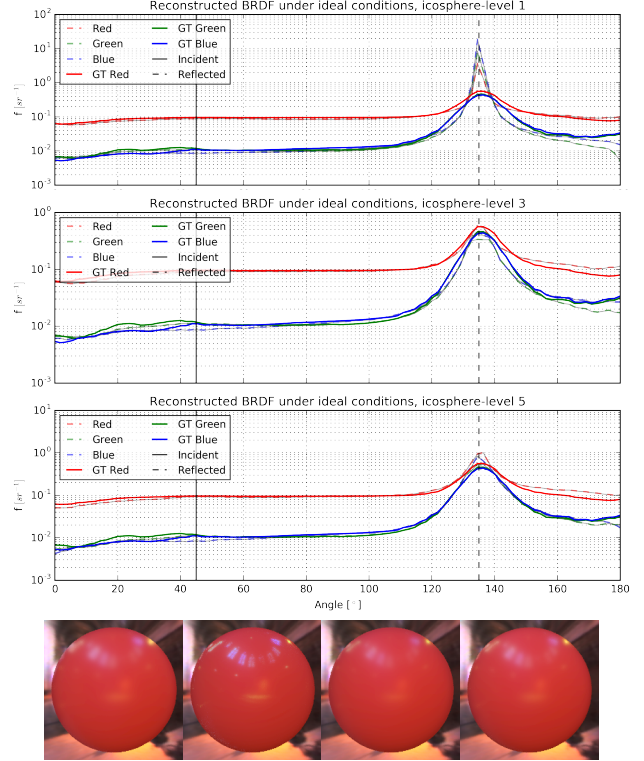 Reconstructed BRDF under ideal conditions, icosphere-level 1
10^2
10^1
10^0
10^-1
10^-2
10^-3
f [sr^-1]
Red GT Green
Green GT Blue
Blue Incident
GT Red Reflected
Reconstructed BRDF under ideal conditions, icosphere-level 3
10^0
10^-1
10^-2
10^-3
f [sr^-1]
Red GT Green
Green GT Blue
Blue Incident
GT Red Reflected
Reconstructed BRDF under ideal conditions, icosphere-level 5
10^1
10^0
10^-1
10^-2
10^-3
f [sr^-1]
Red GT Green
Green GT Blue
Blue Incident
GT Red Reflected
0 20 40 60 80 100 120 140 160 180
Angle [°]